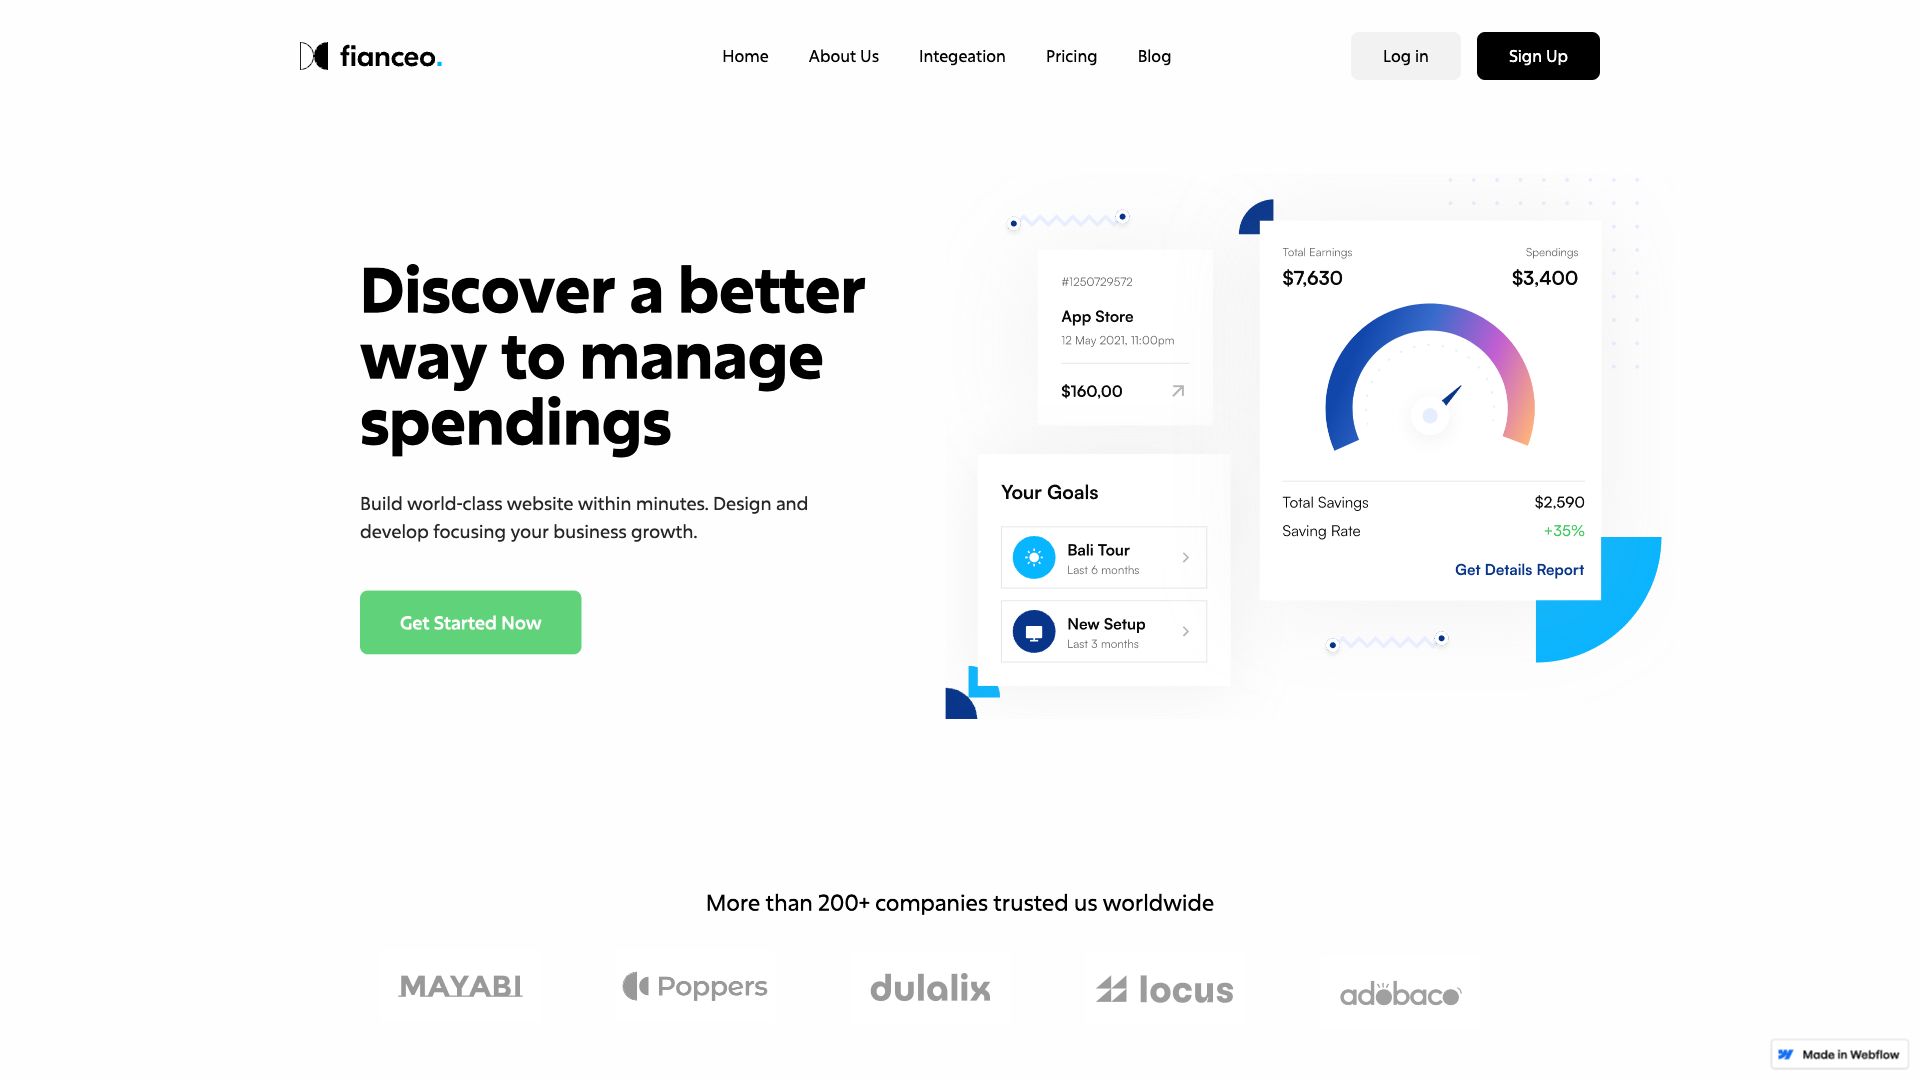 fianceo.
Home
About Us
Integeation
Pricing
Blog
Log in
Sign Up
Discover a better
way to manage
spendings
Build world-class website within minutes. Design and
develop focusing your business growth.
Get Started Now
#1250729572
App Store
12 May 2021, 11:00pm
$160,00
Your Goals
Bali Tour
Last 6 months
New Setup
Last 3 months
Total Earnings
Spendings
$7,630
$3,400
Total Savings
$2,590
Saving Rate
+35%
Get Details Report
More than 200+ companies trusted us worldwide
MAYABI
Poppers
dulalix
locus
adobaco
Made in Webflow